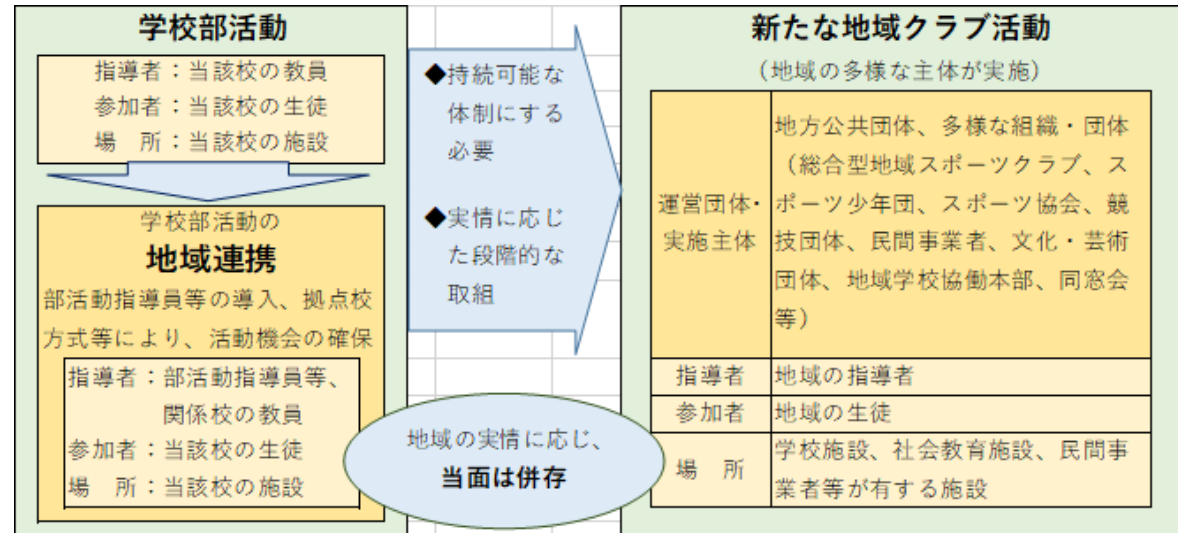 学校部活動
指導者：当該校の教員
参加者：当該校の生徒
場　所：当該校の施設
学校部活動の
地域連携
部活動指導員等の導入、拠点校
方式等により、活動機会の確保
指導者：部活動指導員等、
関係校の教員
参加者：当該校の生徒
場　所：当該校の施設
◆持続可能な
体制にする
必要
◆実情に応じ
た段階的な
取組
地域の実情に応じ、
当面は併存
新たな地域クラブ活動
（地域の多様な主体が実施）
運営団体・
実施主体
地方公共団体、多様な組織・団体
（総合型地域スポーツクラブ、ス
ポーツ少年団、スポーツ協会、競
技団体、民間事業者、文化・芸術
団体、地域学校協働本部、同窓会
等）
指導者
地域の指導者
参加者
地域の生徒
場　所
学校施設、社会教育施設、民間事
業者等が有する施設